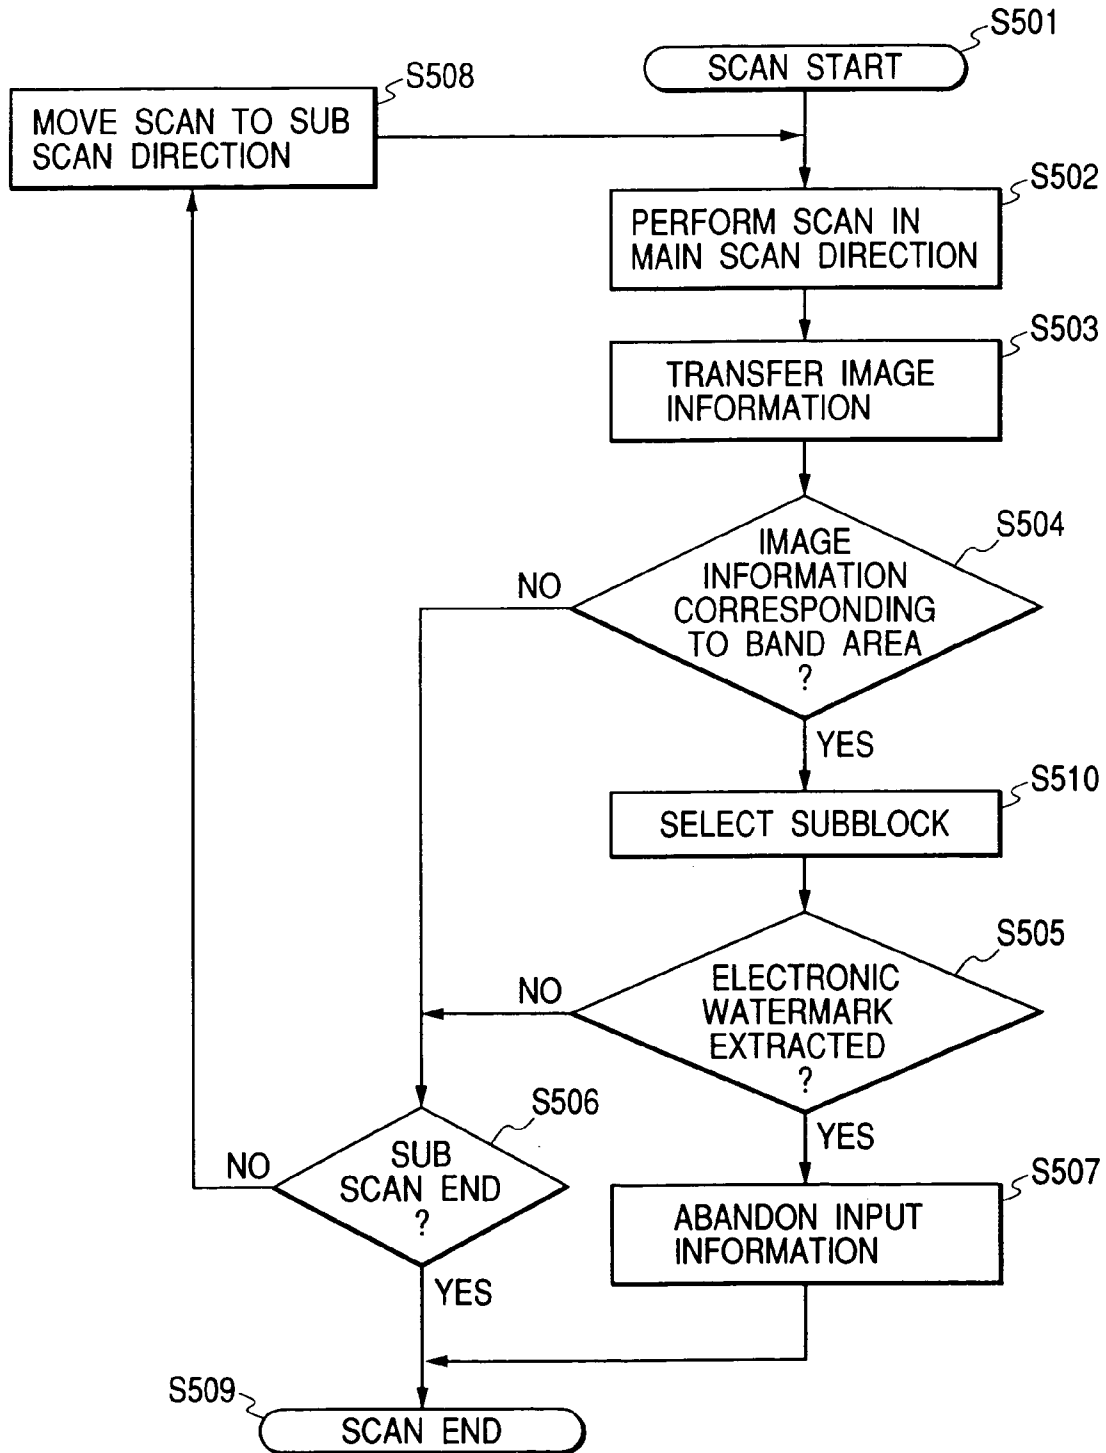 S501
SCAN START
S508
MOVE SCAN TO SUB
SCAN DIRECTION
S502
PERFORM SCAN IN
MAIN SCAN DIRECTION
S503
TRANSFER IMAGE
INFORMATION
S504
IMAGE
INFORMATION
CORRESPONDING
TO BAND AREA
?
NO
YES
S510
SELECT SUBBLOCK
S505
ELECTRONIC
WATERMARK
EXTRACTED
?
NO
YES
S506
SUB
SCAN END
?
NO
YES
S507
ABANDON INPUT
INFORMATION
S509
SCAN END